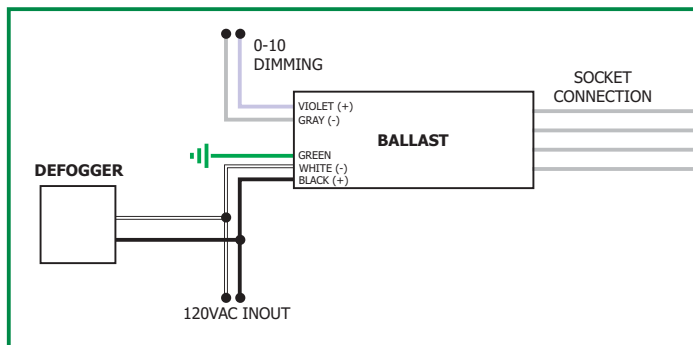 0-10
DIMMING
SOCKET
CONNECTION
VIOLET (+)
GRAY (-)
BALLAST
GREEN
WHITE (-)
BLACK (+)
DEFOGGER
120VAC INOUT